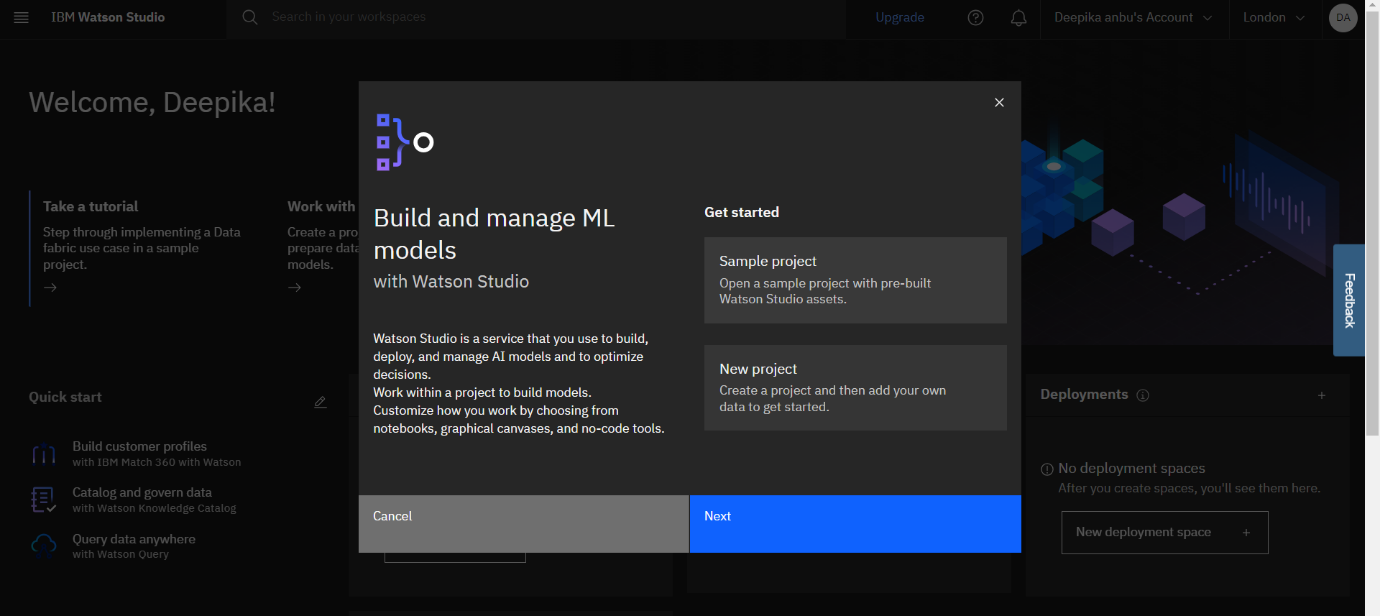 IBM Watson Studio
Search in your workspaces
Upgrade
Deepika anbu's Account
London
DA
Welcome, Deepika!
Take a tutorial
Step through implementing a Data
fabric use case in a sample
project.
Work with
Create a pro
prepare data
models.
Build and manage ML
models
with Watson Studio
Watson Studio is a service that you use to build,
deploy, and manage AI models and to optimize
decisions.
Work within a project to build models.
Customize how you work by choosing from
notebooks, graphical canvases, and no-code tools.
Get started
Sample project
Open a sample project with pre-built
Watson Studio assets.
New project
Create a project and then add your own
data to get started.
Cancel
Next
Feedback
Quick start
Build customer profiles
with IBM Match 360 with Watson
Catalog and govern data
with Watson Knowledge Catalog
Query data anywhere
with Watson Query
Deployments
No deployment spaces
After you create spaces, you'll see them here.
New deployment space +